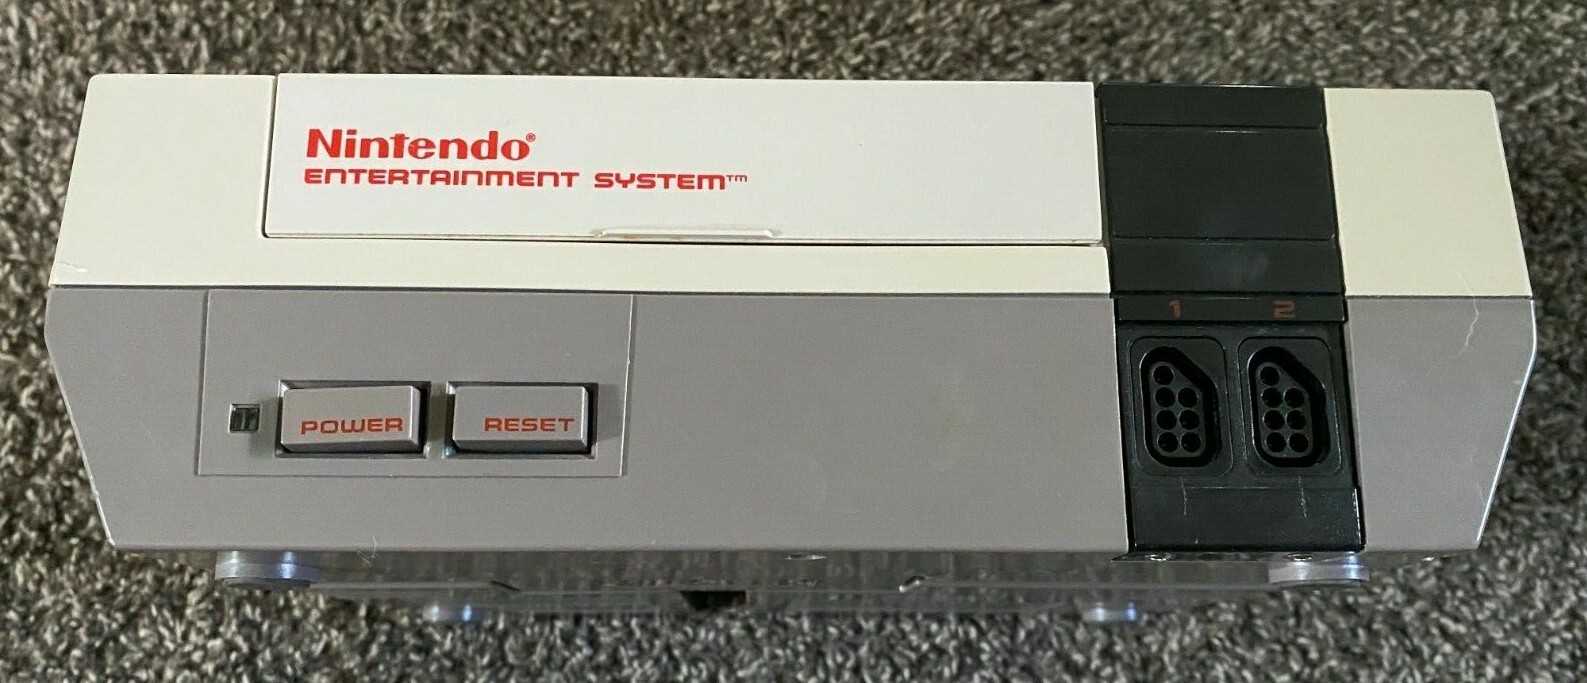 Nintendo®
ENTERTAINMENT SYSTEM™
1 2
POWER RESET